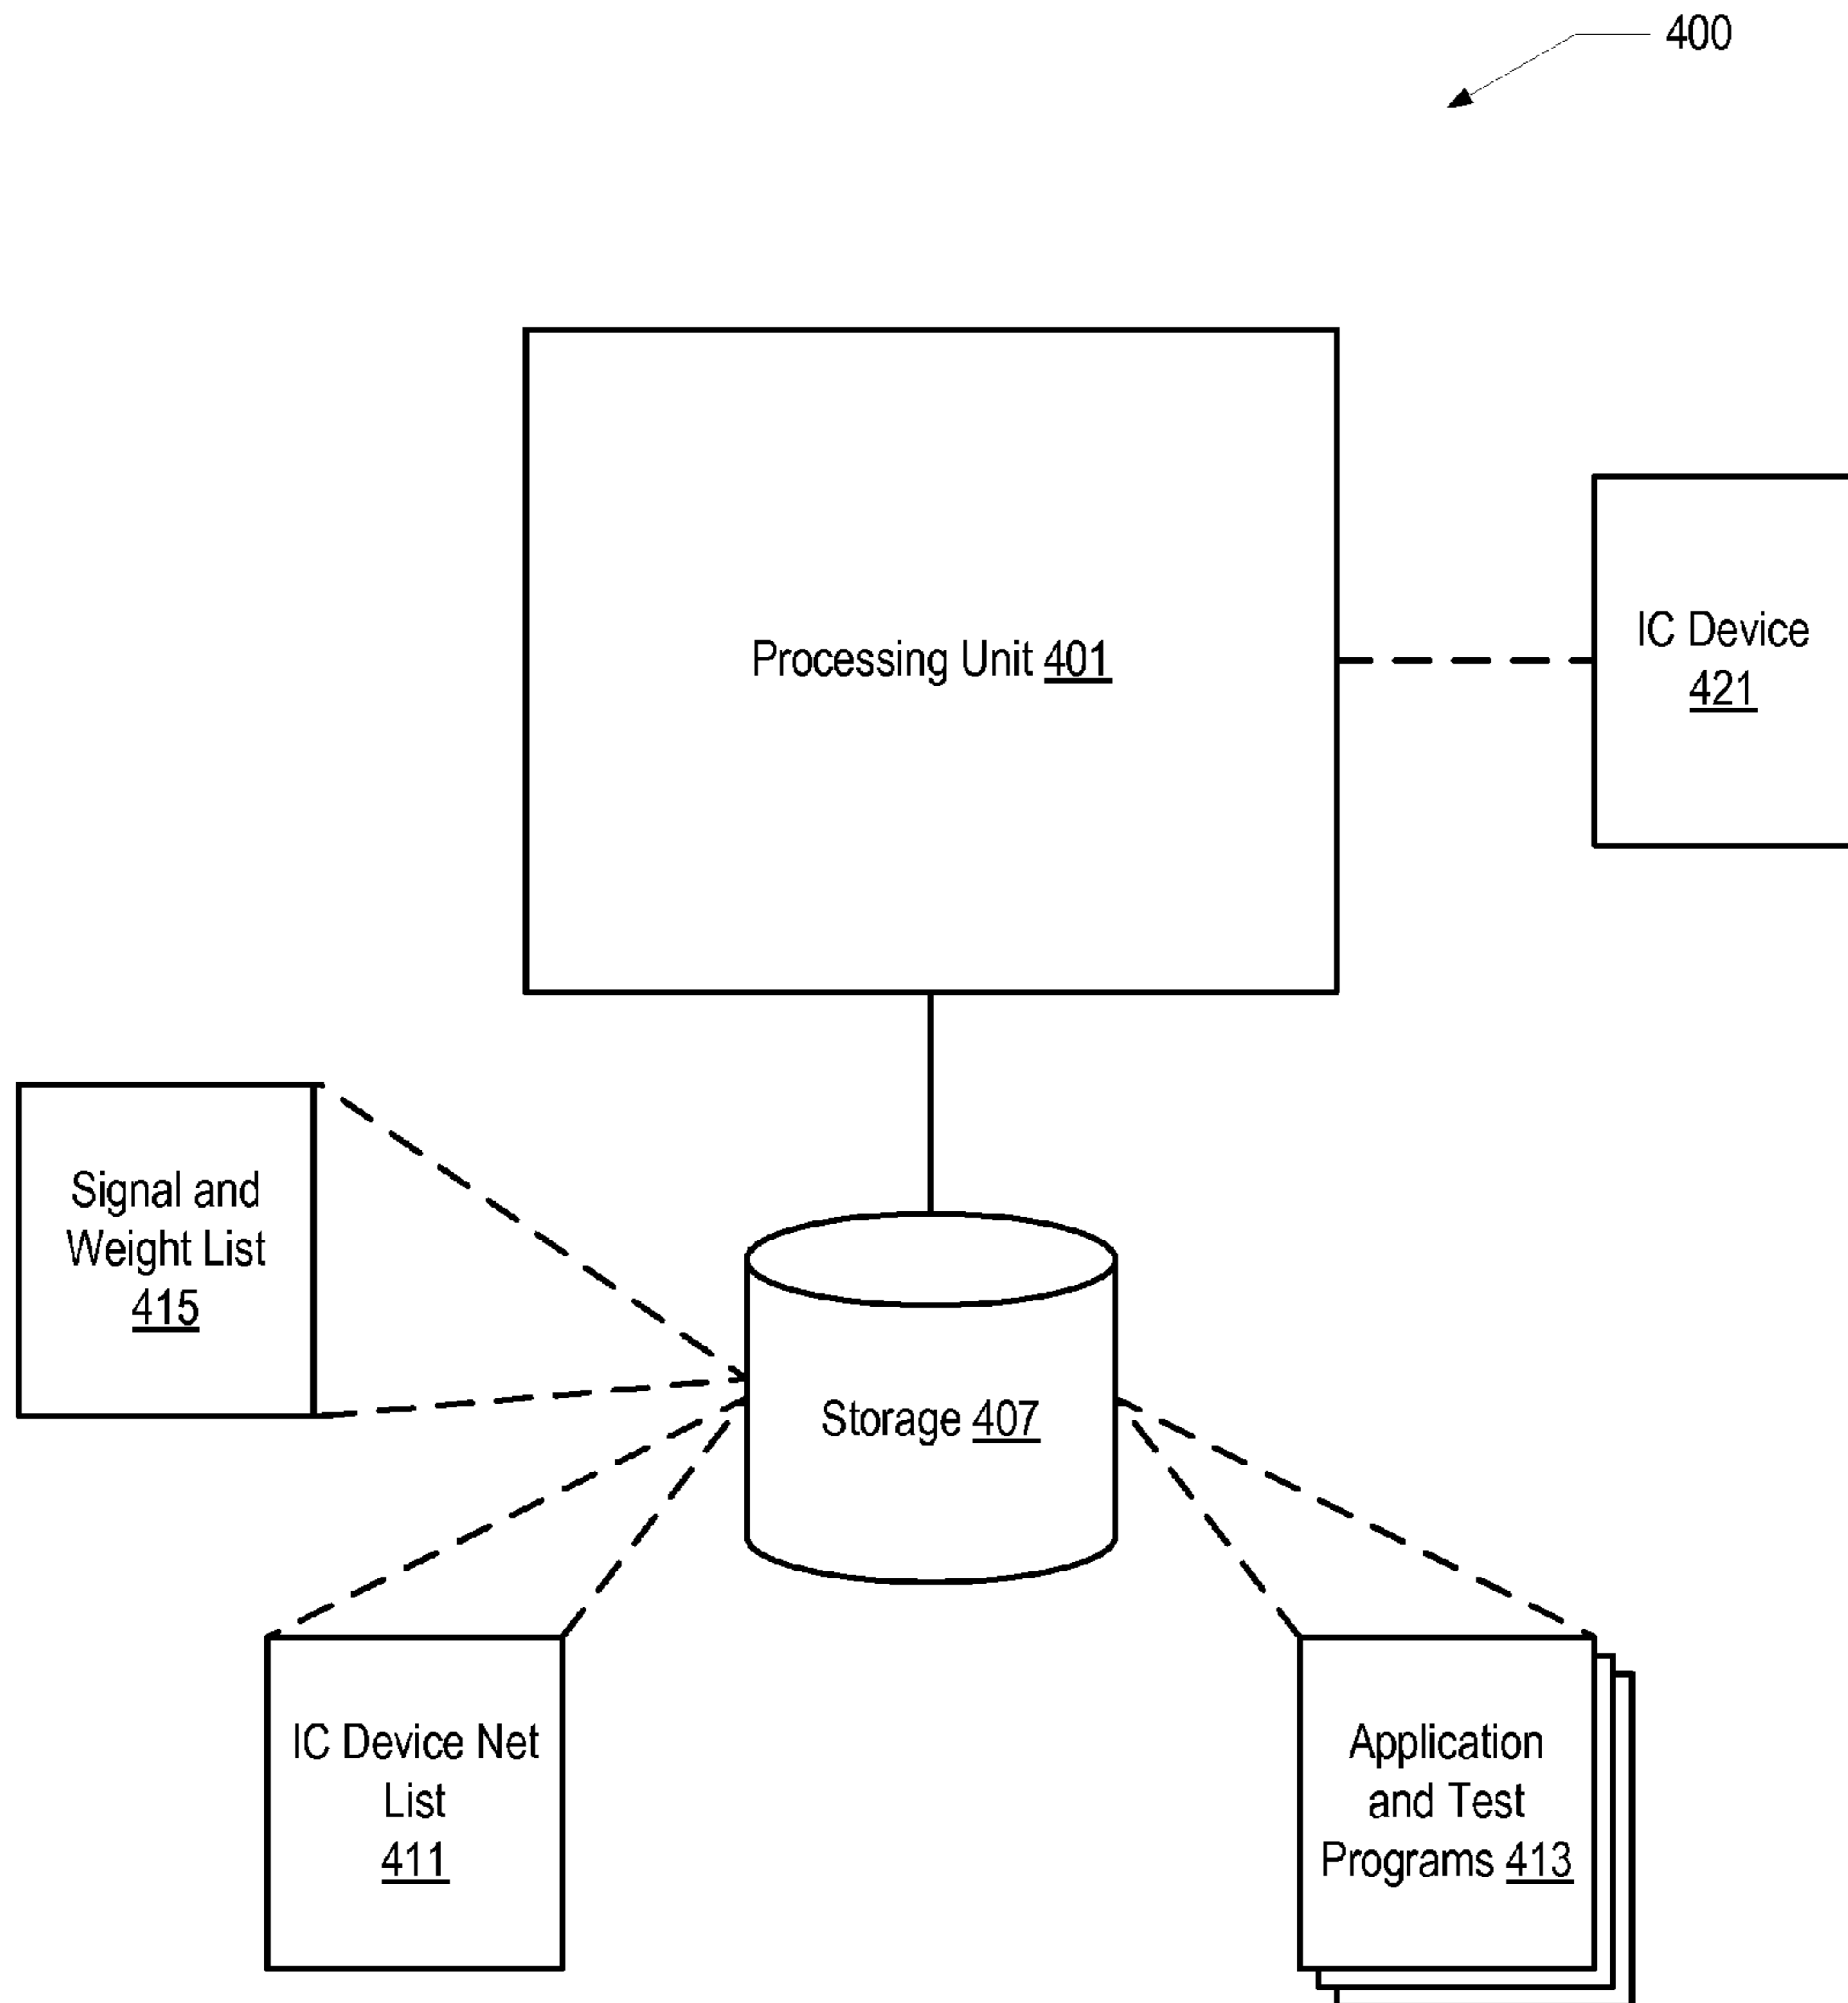 400
Processing Unit 401
IC Device
421
Signal and
Weight List
415
Storage 407
IC Device Net
List
411
Application
and Test
Programs 413